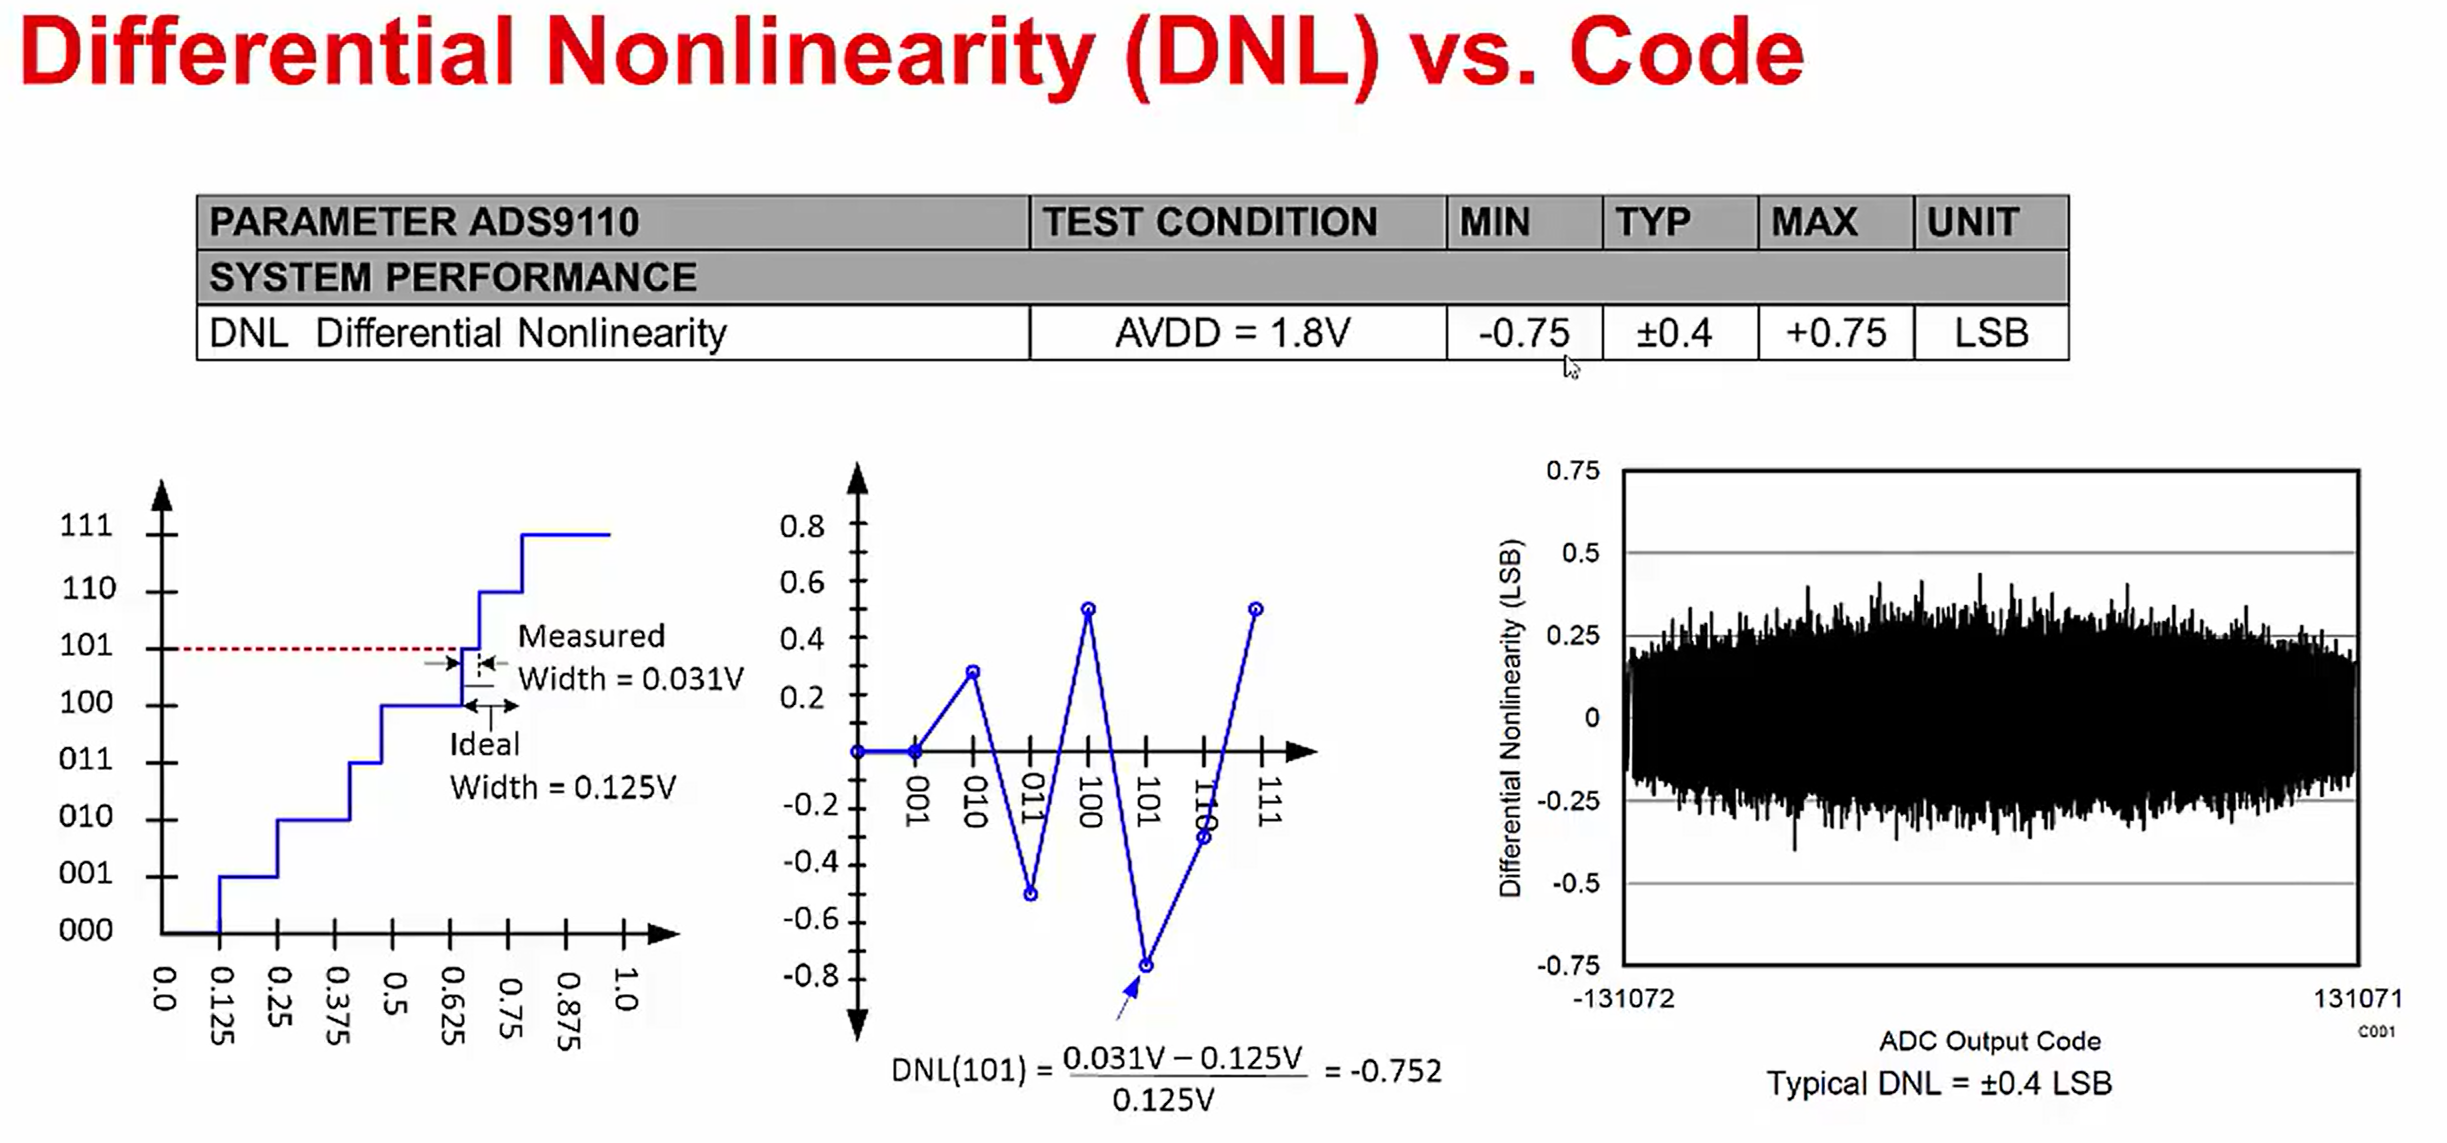 Differential Nonlinearity (DNL) vs. Code
PARAMETER ADS9110 TEST CONDITION MIN TYP MAX UNIT
SYSTEM PERFORMANCE
DNL Differential Nonlinearity AVDD = 1.8V -0.75 ±0.4 +0.75 LSB
111
110
101
100
011
010
001
000
0.0 0.125 0.25 0.375 0.5 0.625 0.75 0.875 1.0
Measured
Width = 0.031V
Ideal
Width = 0.125V
0.8
0.6
0.4
0.2
-0.2
-0.4
-0.6
-0.8
001 010 011 100 101 110 111
DNL(101) = 0.031V – 0.125V = -0.752
0.125V
Differential Nonlinearity (LSB)
0.75
0.5
0.25
0
-0.25
-0.5
-0.75
-131072 131071
C001
ADC Output Code
Typical DNL = ±0.4 LSB